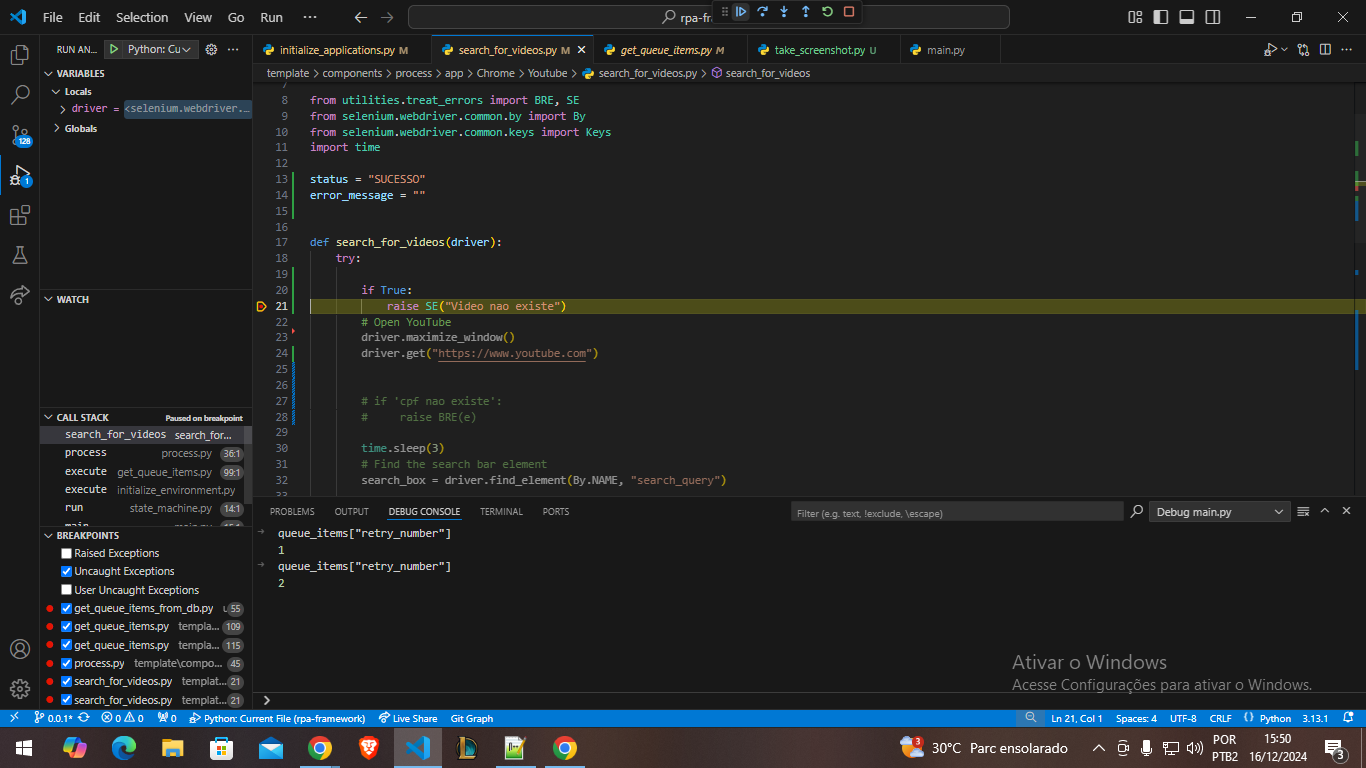 File Edit Selection View Go Run ··· rpa-fr
RUN AN... Python: Cu
initialize_applications.py M search_for_videos.py M get_queue_items.py M take_screenshot.py U main.py
template > components > process > app > Chrome > Youtube > search_for_videos.py > search_for_videos
VARIABLES
Locals
driver = <selenium.webdriver....
Globals
WATCH
CALL STACK Paused on breakpoint
search_for_videos search_for...
process process.py 36:1
execute get_queue_items.py 99:1
execute initialize_environment.py
run state_machine.py 14:1
main main.py 15:1
BREAKPOINTS
Raised Exceptions
Uncaught Exceptions
User Uncaught Exceptions
get_queue_items_from_db.py u 55
get_queue_items.py templa... 109
get_queue_items.py templa... 115
process.py template\compo... 45
search_for_videos.py templat... 21
search_for_videos.py templat... 21
128
1
7
8 from utilities.treat_errors import BRE, SE
9 from selenium.webdriver.common.by import By
10 from selenium.webdriver.common.keys import Keys
11 import time
12
13 status = "SUCESSO"
14 error_message = ""
15
16
17 def search_for_videos(driver):
18 try:
19
20 if True:
21 raise SE("Video nao existe")
22 # Open YouTube
23 driver.maximize_window()
24 driver.get("https://www.youtube.com")
25
26
27 # if 'cpf nao existe':
28 # raise BRE(e)
29
30 time.sleep(3)
31 # Find the search bar element
32 search_box = driver.find_element(By.NAME, "search_query")
33
PROBLEMS OUTPUT DEBUG CONSOLE TERMINAL PORTS Filter (e.g. text, !exclude, \escape) Debug main.py
queue_items["retry_number"]
1
queue_items["retry_number"]
2
Ativar o Windows
Acesse Configurações para ativar o Windows.
0.0.1* 0 0 0 Python: Current File (rpa-framework) Live Share Git Graph Ln 21, Col 1 Spaces: 4 UTF-8 CRLF Python 3.13.1
3 30°C Parc ensolarado POR PTB2 15:50 16/12/2024 3